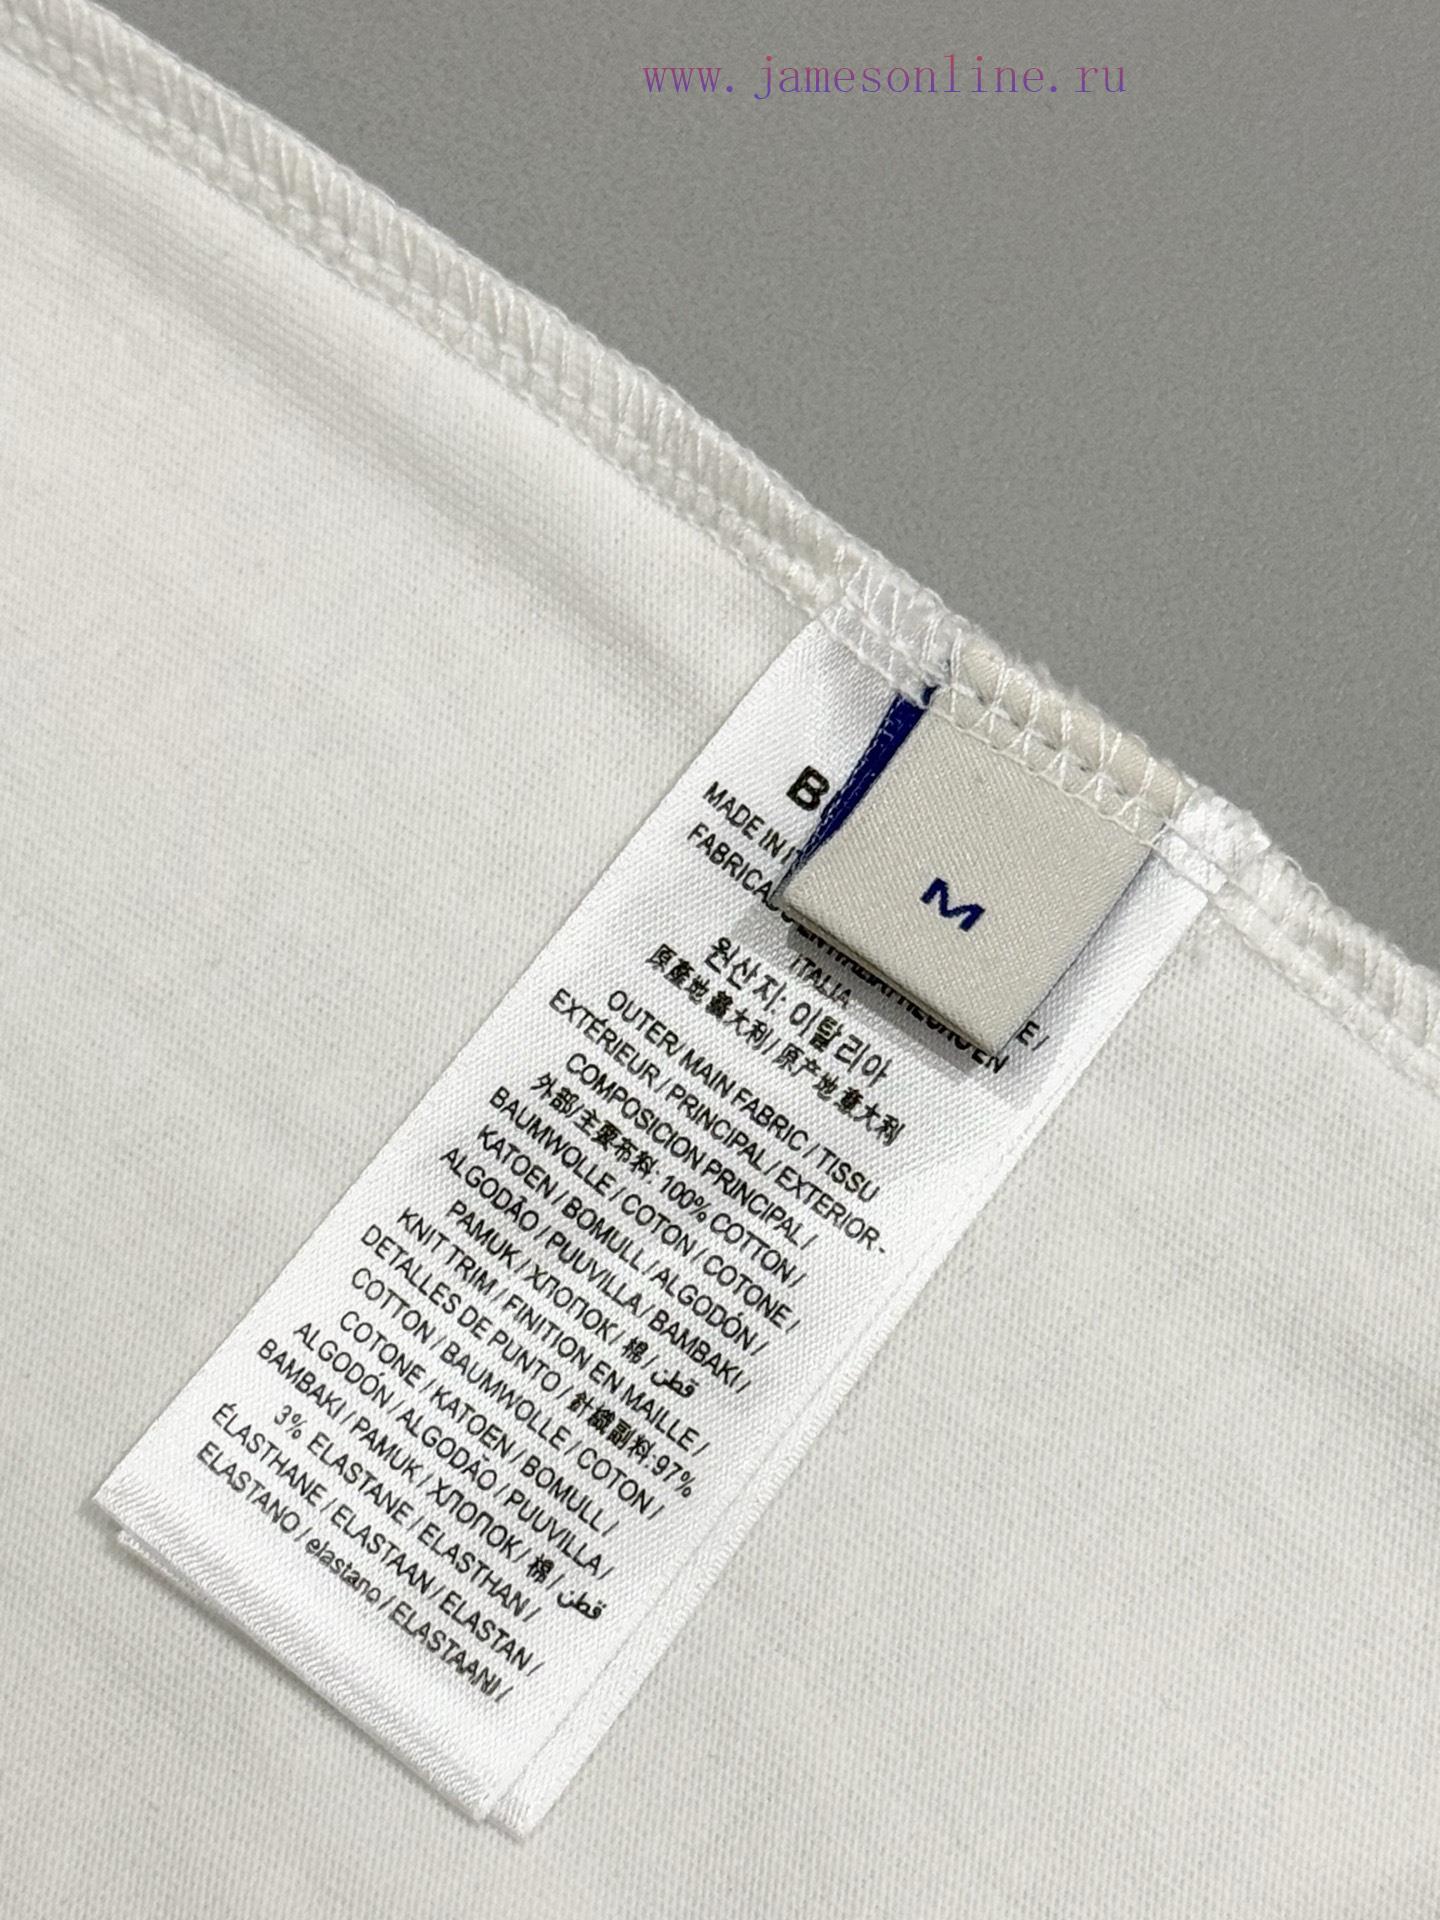 www.jamesonline.ru
M
MADE IN
원산지: 이탈리아
ITALIA
原產地義大利/原产地意大利
OUTER/MAIN FABRIC/TISSU
EXTÉRIEUR/PRINCIPAL/EXTERIOR-
COMPOSICION PRINCIPAL/
外部/主要布料:100% COTTON/
BAUMWOLLE/COTON/COTONE/
KATOEN/BOMULL/ALGODÓN/
ALGODÃO/PUUVILLA/BAMBAKI/
PAMUK/ХЛОПОК/棉/قطن
KNIT TRIM/FINITION EN MAILLE/
DETALLES DE PUNTO/針織副料:97%
COTTON/BAUMWOLLE/COTON/
COTONE/KATOEN/BOMULL/
ALGODÓN/ALGODÃO/PUUVILLA/
BAMBAKI/PAMUK/ХЛОПОК/棉/قطن
3% ELASTANE/ELASTHAN/
ÉLASTHANE/ELASTAAN/ELASTAN/
ELASTANO/elastano/ELASTAANI/